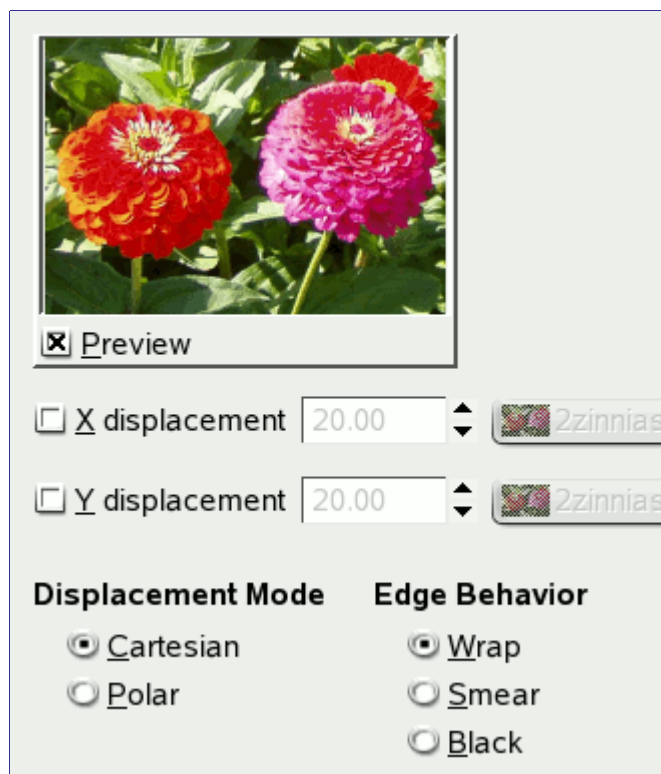 Preview
X displacement 20.00 2zinnias
Y displacement 20.00 2zinnias
Displacement Mode Edge Behavior
Cartesian Wrap
Polar Smear
Black